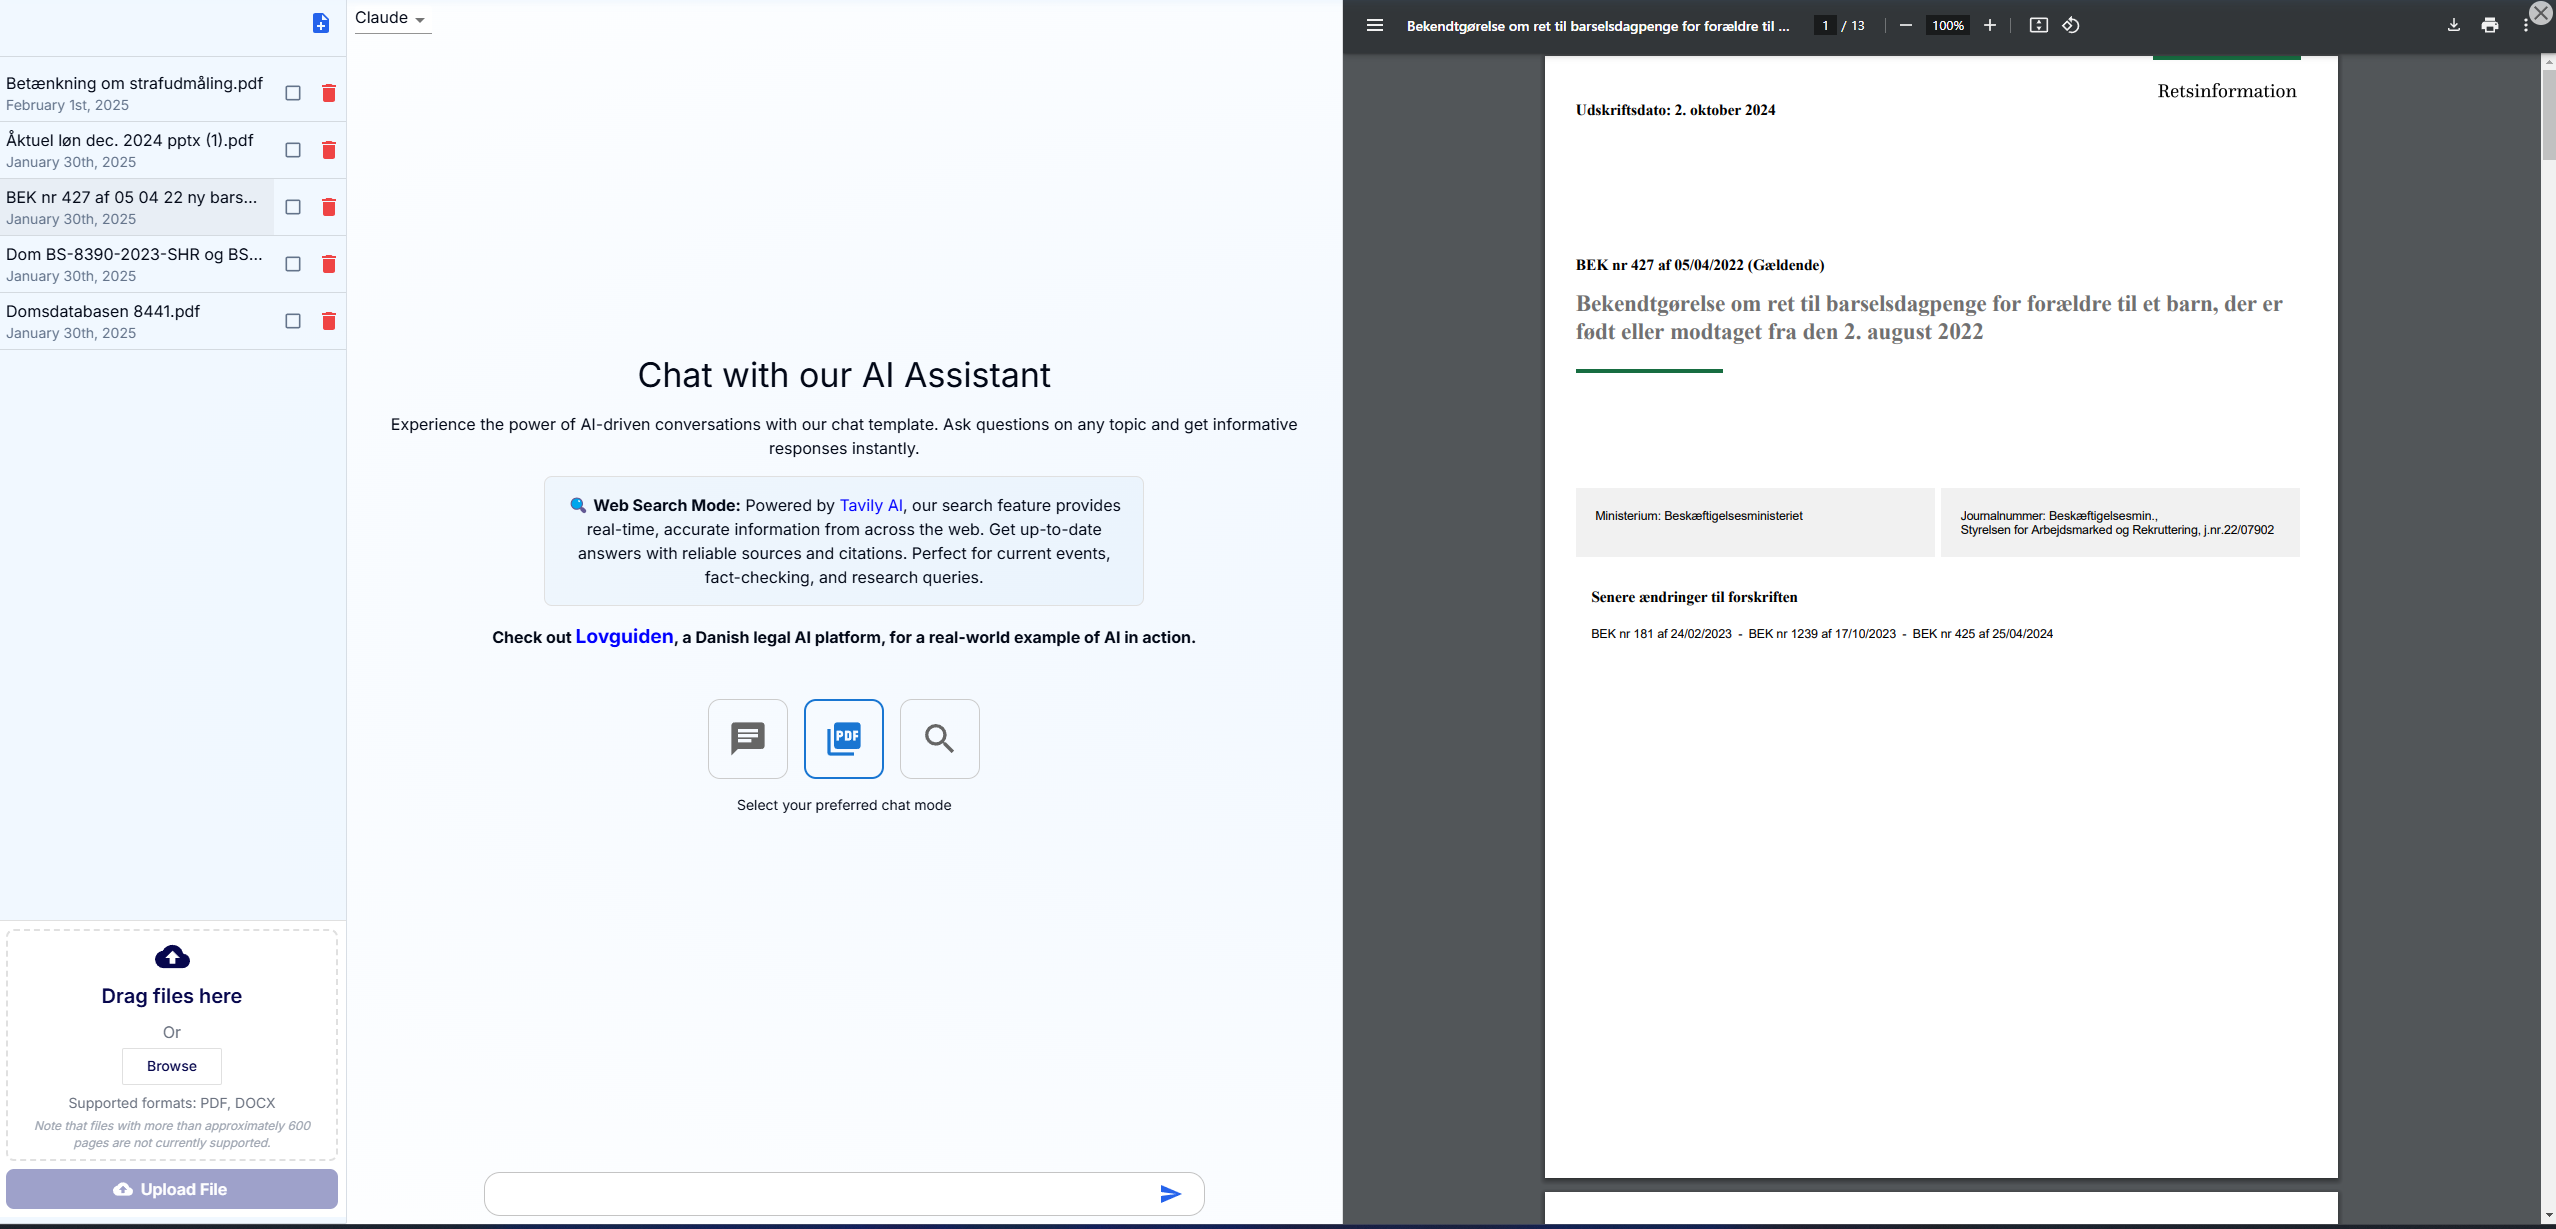 Betænkning om strafudmåling.pdf
February 1st, 2025
Åktuel løn dec. 2024 pptx (1).pdf
January 30th, 2025
BEK nr 427 af 05 04 22 ny bars...
January 30th, 2025
Dom BS-8390-2023-SHR og BS...
January 30th, 2025
Domsdatabasen 8441.pdf
January 30th, 2025
Drag files here
Or
Browse
Supported formats: PDF, DOCX
Note that files with more than approximately 600
pages are not currently supported.
Upload File
Claude
Chat with our AI Assistant
Experience the power of AI-driven conversations with our chat template. Ask questions on any topic and get informative
responses instantly.
Web Search Mode: Powered by Tavily AI, our search feature provides
real-time, accurate information from across the web. Get up-to-date
answers with reliable sources and citations. Perfect for current events,
fact-checking, and research queries.
Check out Lovguiden, a Danish legal AI platform, for a real-world example of AI in action.
PDF
Select your preferred chat mode
Bekendtgørelse om ret til barselsdagpenge for forældre til ...
1 / 13
100%
Retsinformation
Udskriftsdato: 2. oktober 2024
BEK nr 427 af 05/04/2022 (Gældende)
Bekendtgørelse om ret til barselsdagpenge for forældre til et barn, der er
født eller modtaget fra den 2. august 2022
Ministerium: Beskæftigelsesministeriet
Journalnummer: Beskæftigelsesmin.,
Styrelsen for Arbejdsmarked og Rekruttering, j.nr.22/07902
Senere ændringer til forskriften
BEK nr 181 af 24/02/2023 - BEK nr 1239 af 17/10/2023 - BEK nr 425 af 25/04/2024